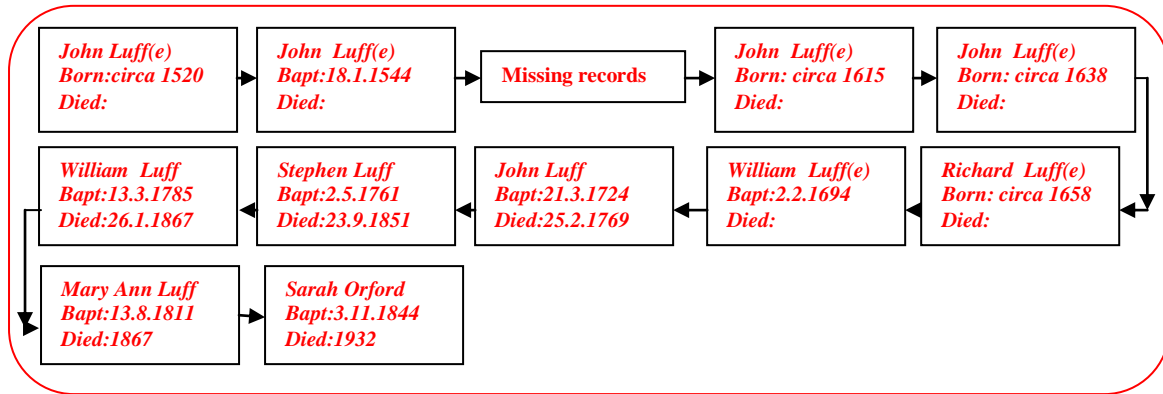 John Luff(e)
Born:circa 1520
Died:
John Luff(e)
Bapt:18.1.1544
Died:
Missing records
John Luff(e)
Born: circa 1615
Died:
John Luff(e)
Born: circa 1638
Died:
Richard Luff(e)
Born: circa 1658
Died:
William Luff(e)
Bapt:2.2.1694
Died:
John Luff
Bapt:21.3.1724
Died:25.2.1769
Stephen Luff
Bapt:2.5.1761
Died:23.9.1851
William Luff
Bapt:13.3.1785
Died:26.1.1867
Mary Ann Luff
Bapt:13.8.1811
Died:1867
Sarah Orford
Bapt:3.11.1844
Died:1932